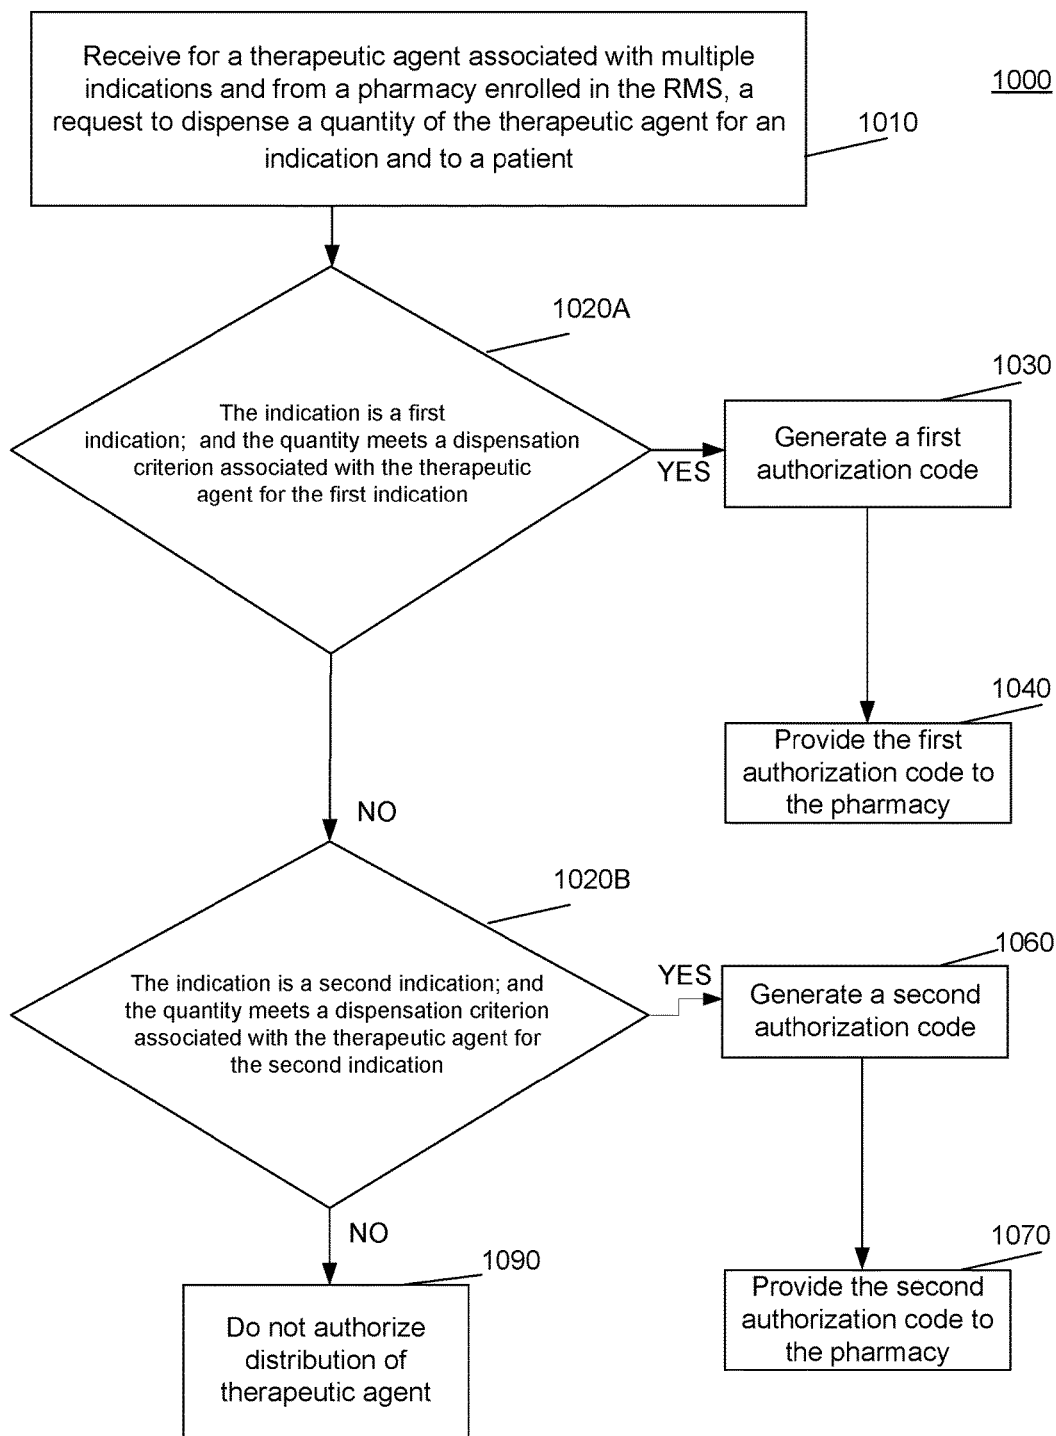 Receive for a therapeutic agent associated with multiple
indications and from a pharmacy enrolled in the RMS, a
request to dispense a quantity of the therapeutic agent for an
indication and to a patient
1000
1010
1020A
The indication is a first
indication; and the quantity meets a dispensation
criterion associated with the therapeutic
agent for the first indication
YES
1030
Generate a first
authorization code
1040
Provide the first
authorization code to
the pharmacy
NO
1020B
The indication is a second indication; and
the quantity meets a dispensation criterion
associated with the therapeutic agent for
the second indication
YES
1060
Generate a second
authorization code
NO
1070
Provide the second
authorization code to
the pharmacy
1090
Do not authorize
distribution of
therapeutic agent